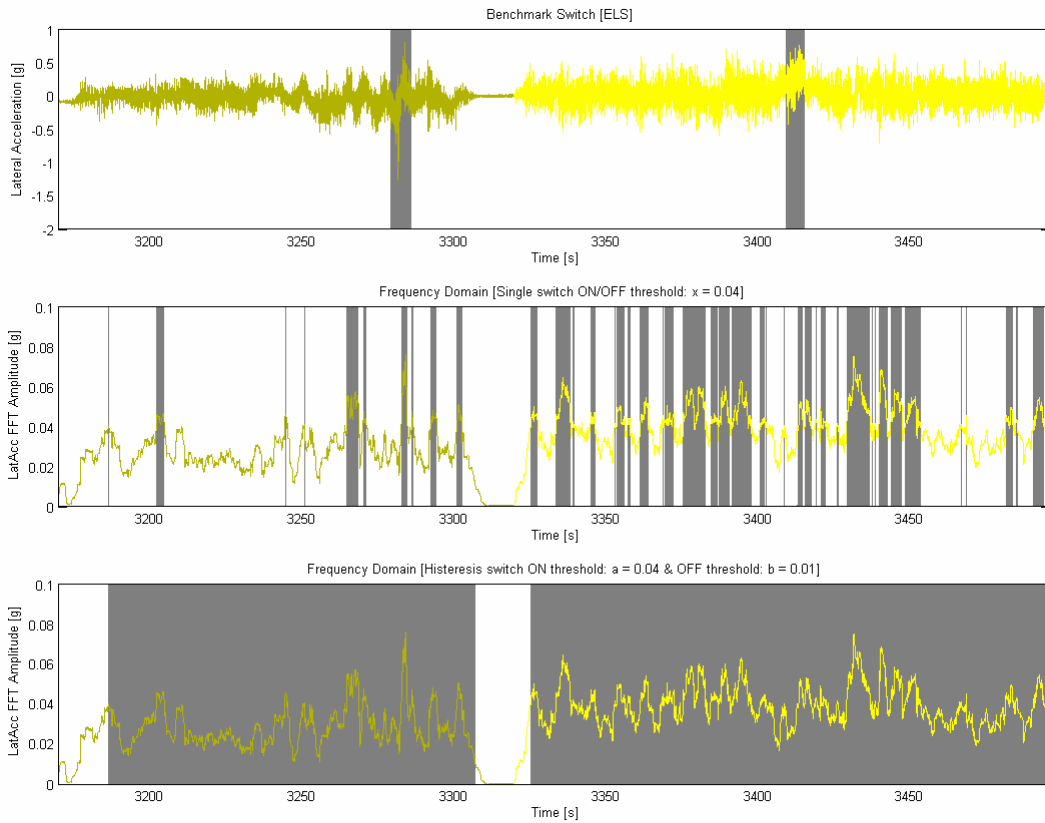 Benchmark Switch [ELS]
Lateral Acceleration [g]
1
0.5
0
-0.5
-1
-1.5
-2
3200 3250 3300 3350 3400 3450
Time [s]
Frequency Domain [Single switch ON/OFF threshold: x = 0.04]
LatAcc FFT Amplitude [g]
0.1
0.08
0.06
0.04
0.02
0
3200 3250 3300 3350 3400 3450
Time [s]
Frequency Domain [Histeresis switch ON threshold: a = 0.04 & OFF threshold: b = 0.01]
LatAcc FFT Amplitude [g]
0.1
0.08
0.06
0.04
0.02
0
3200 3250 3300 3350 3400 3450
Time [s]